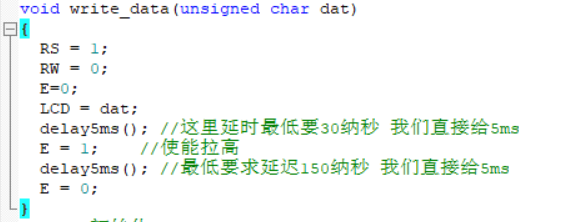 void write_data(unsigned char dat)
{
RS = 1;
RW = 0;
E=0;
LCD = dat;
delay5ms(); //这里延时最低要30纳秒 我们直接给5ms
E = 1; //使能拉高
delay5ms(); //最低要求延迟150纳秒 我们直接给5ms
E = 0;
}